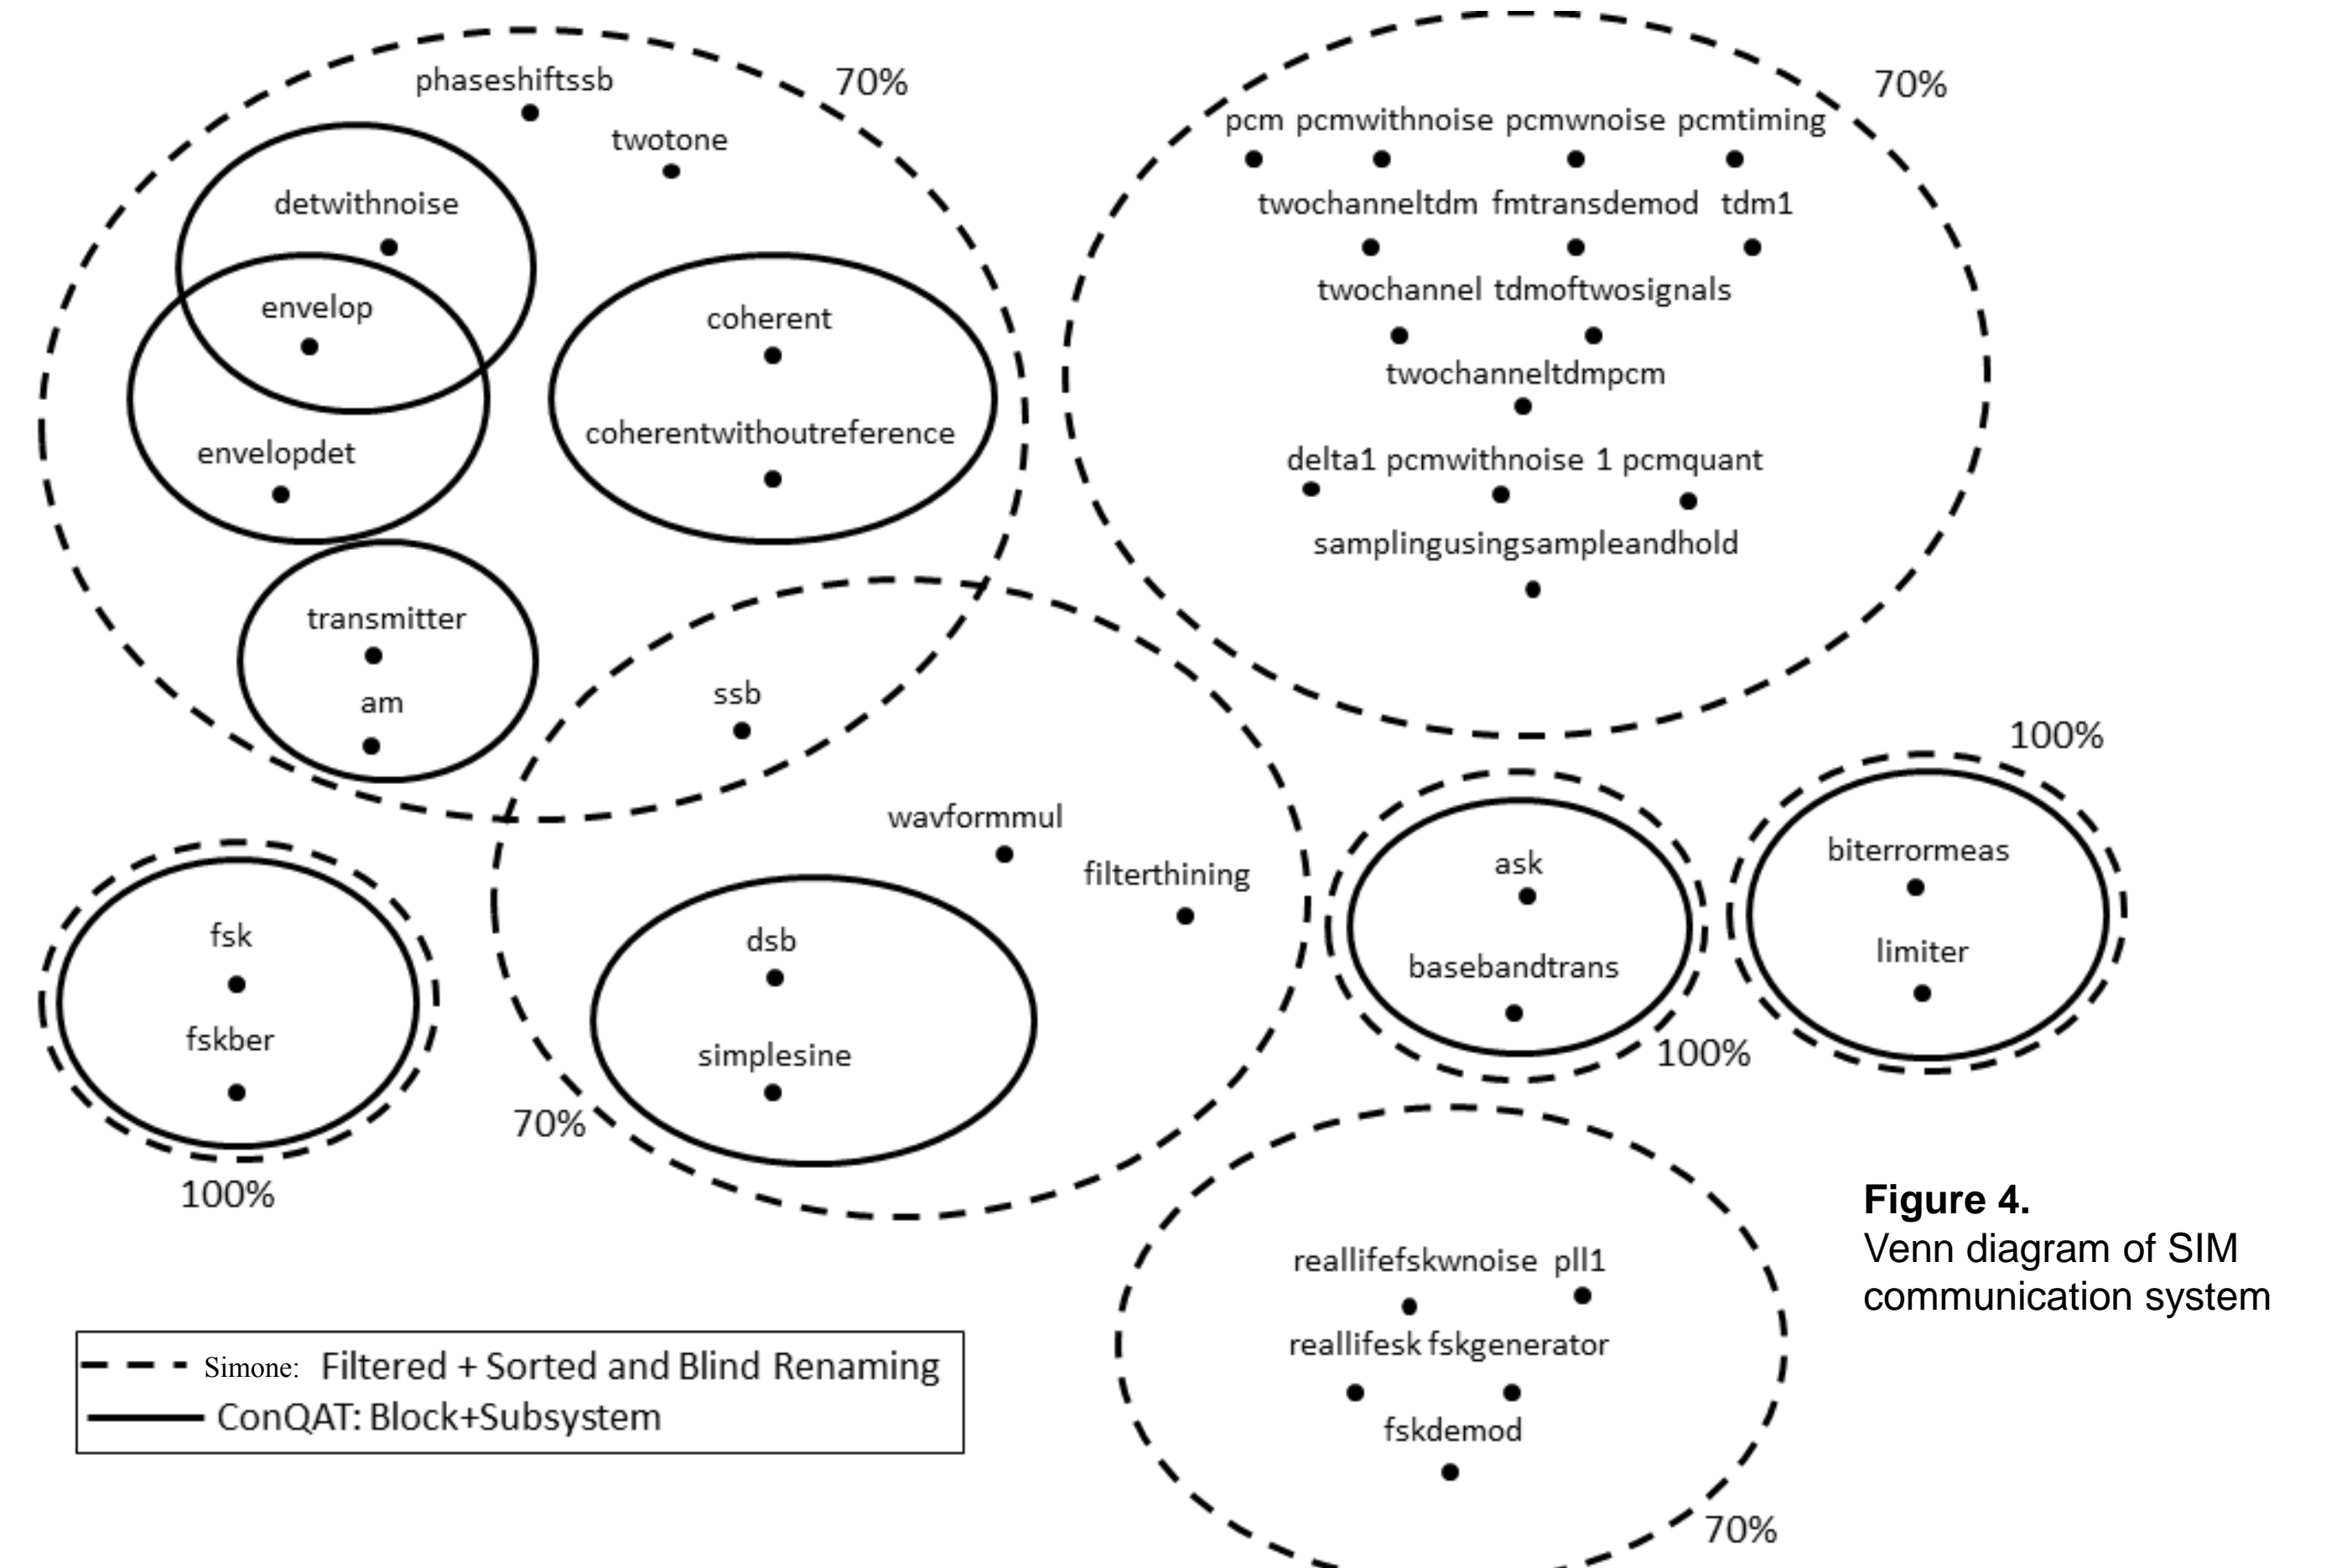 70%
phaseshiftssb
twotone
detwithnoise
envelop
envelopdet
coherent
coherentwithoutreference
transmitter
am
ssb
70%
pcm pcmwithnoise pcmwnoise pcmtiming
twochanneltdm fmtransdemod tdm1
twochannel tdmoftwosignals
twochanneltdmpcm
delta1 pcmwithnoise 1 pcmquant
samplingusingsampleandhold
wavformmul
filterthining
dsb
simplesine
70%
fsk
fskber
100%
ask
basebandtrans
100%
100%
biterrormeas
limiter
reallifefskwnoise pll1
reallifesk fskgenerator
fskdemod
70%
Figure 4.
Venn diagram of SIM
communication system
Simone: Filtered + Sorted and Blind Renaming
ConQAT: Block+Subsystem